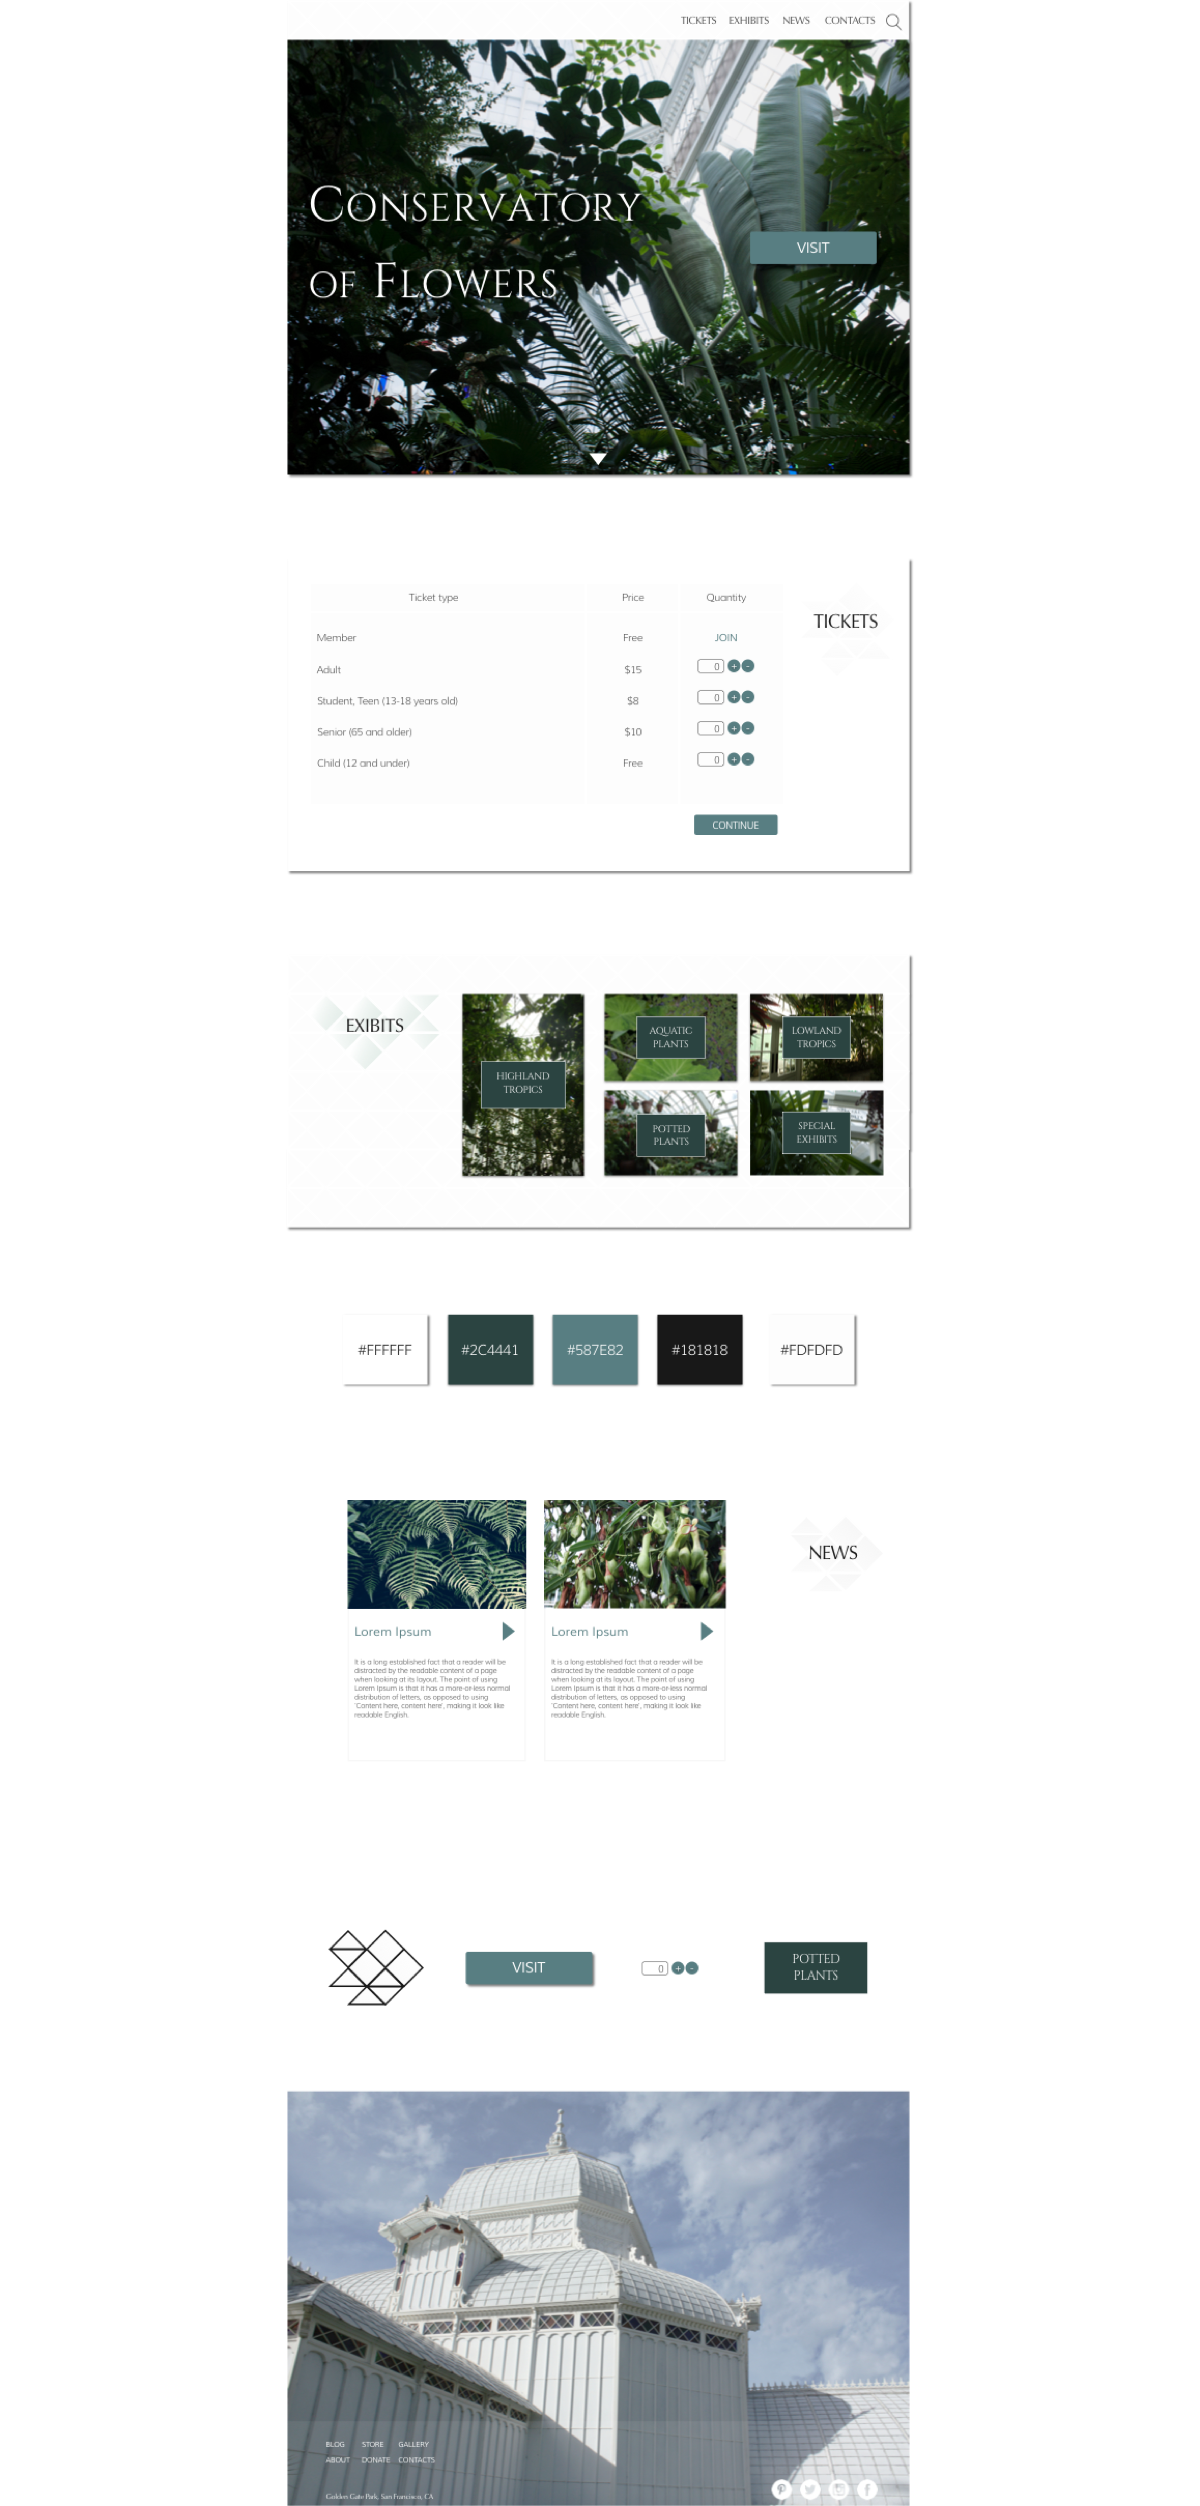 TICKETS EXHIBITS NEWS CONTACTS
CONSERVATORY
OF FLOWERS
VISIT
Ticket type Price Quantity
TICKETS
Member Free JOIN
Adult $15 0 + -
Student, Teen (13-18 years old) $8 0 + -
Senior (65 and older) $10 0 + -
Child (12 and under) Free 0 + -
CONTINUE
EXIBITS
HIGHLAND
TROPICS
AQUATIC
PLANTS
LOWLAND
TROPICS
POTTED
PLANTS
SPECIAL
EXHIBITS
#FFFFFF #2C4441 #587E82 #181818 #FDFDFD
NEWS
Lorem Ipsum
It is a long established fact that a reader will be
distracted by the readable content of a page
when looking at its layout. The point of using
Lorem Ipsum is that it has a more-or-less normal
distribution of letters, as opposed to using
'Content here, content here', making it look like
readable English.
Lorem Ipsum
It is a long established fact that a reader will be
distracted by the readable content of a page
when looking at its layout. The point of using
Lorem Ipsum is that it has a more-or-less normal
distribution of letters, as opposed to using
'Content here, content here', making it look like
readable English.
VISIT
0 + -
POTTED
PLANTS
BLOG STORE GALLERY
ABOUT DONATE CONTACTS
Golden Gate Park, San Francisco, CA